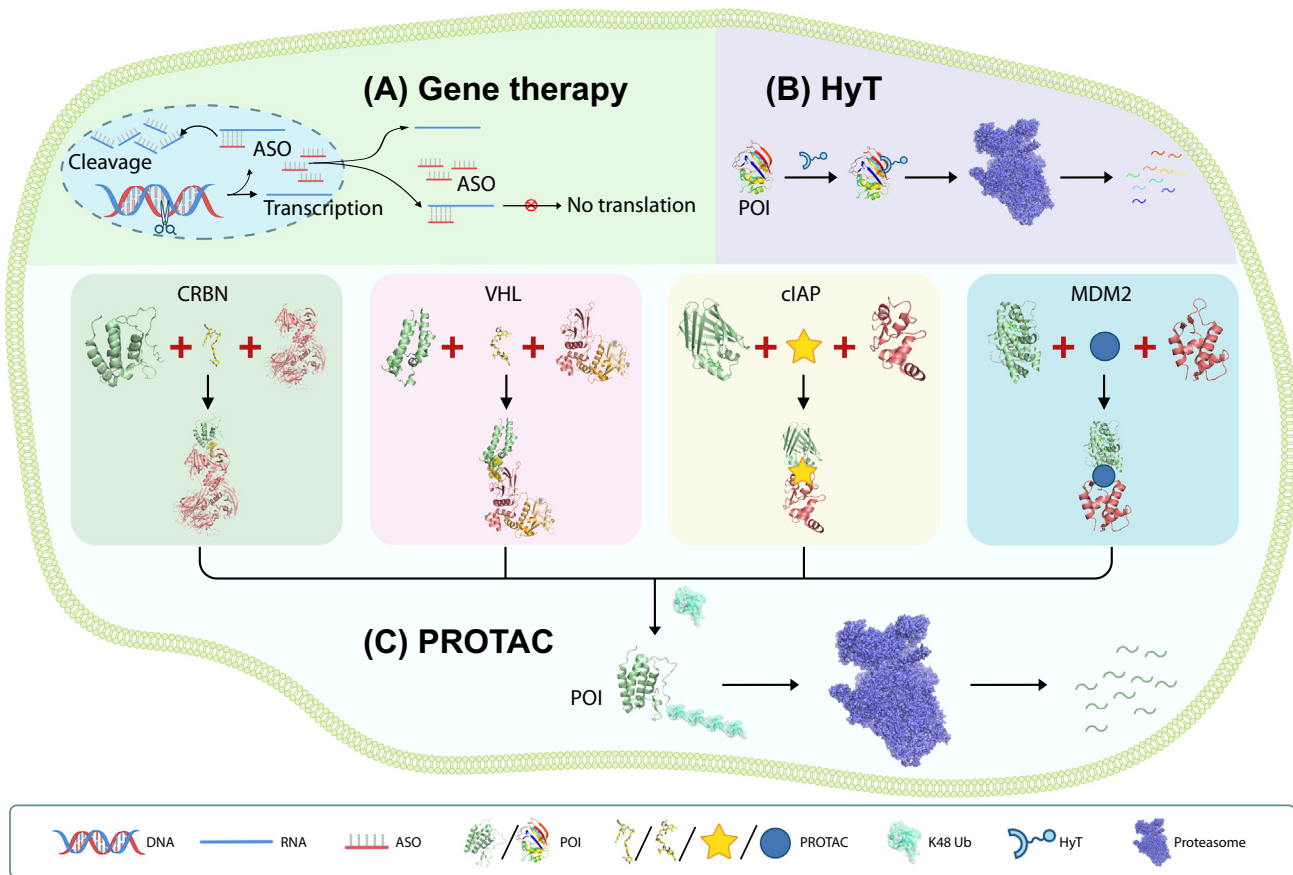 (A) Gene therapy
(B) HyT
Cleavage
ASO
ASO
Transcription
No translation
POI
CRBN
VHL
cIAP
MDM2
(C) PROTAC
POI
DNA
RNA
ASO
POI
PROTAC
K48 Ub
HyT
Proteasome